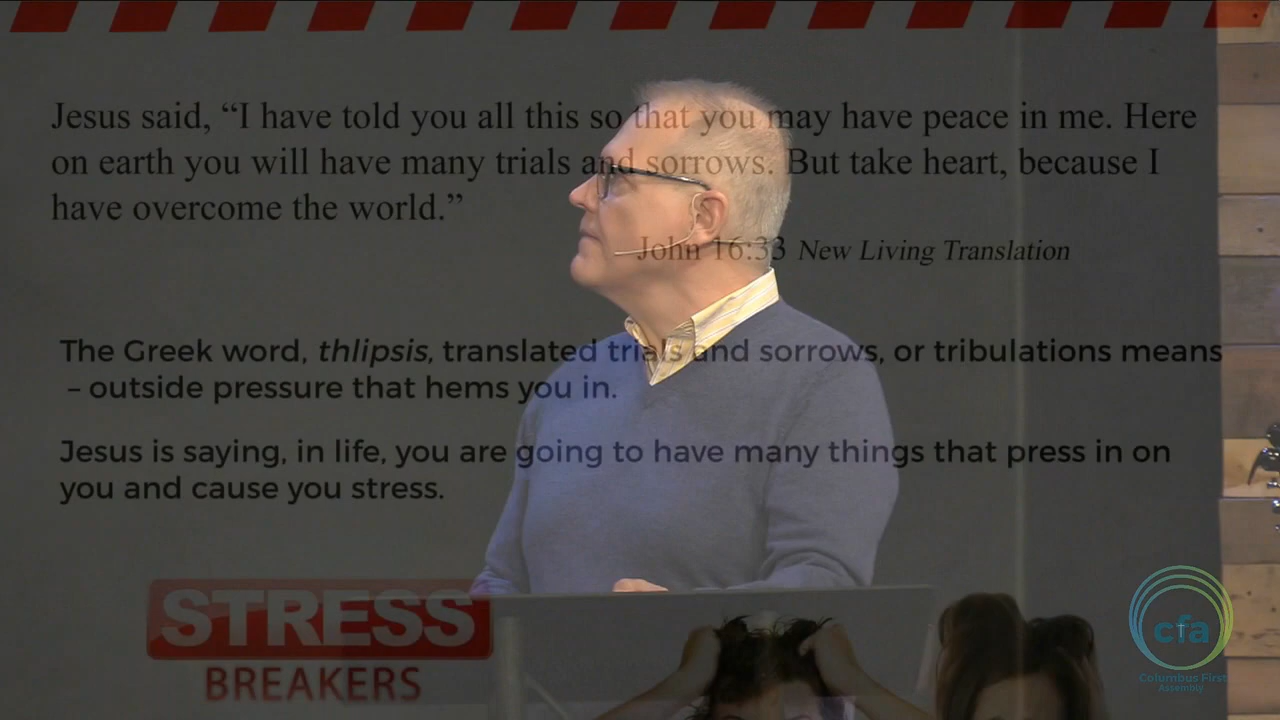 Jesus said, “I have told you all this so that you may have peace in me. Here
on earth you will have many trials and sorrows. But take heart, because I
have overcome the world.”
John 16:33 New Living Translation
The Greek word, thlipsis, translated trials and sorrows, or tribulations means
– outside pressure that hems you in.
Jesus is saying, in life, you are going to have many things that press in on
you and cause you stress.
STRESS
BREAKERS
cfa
Columbus First
Assembly